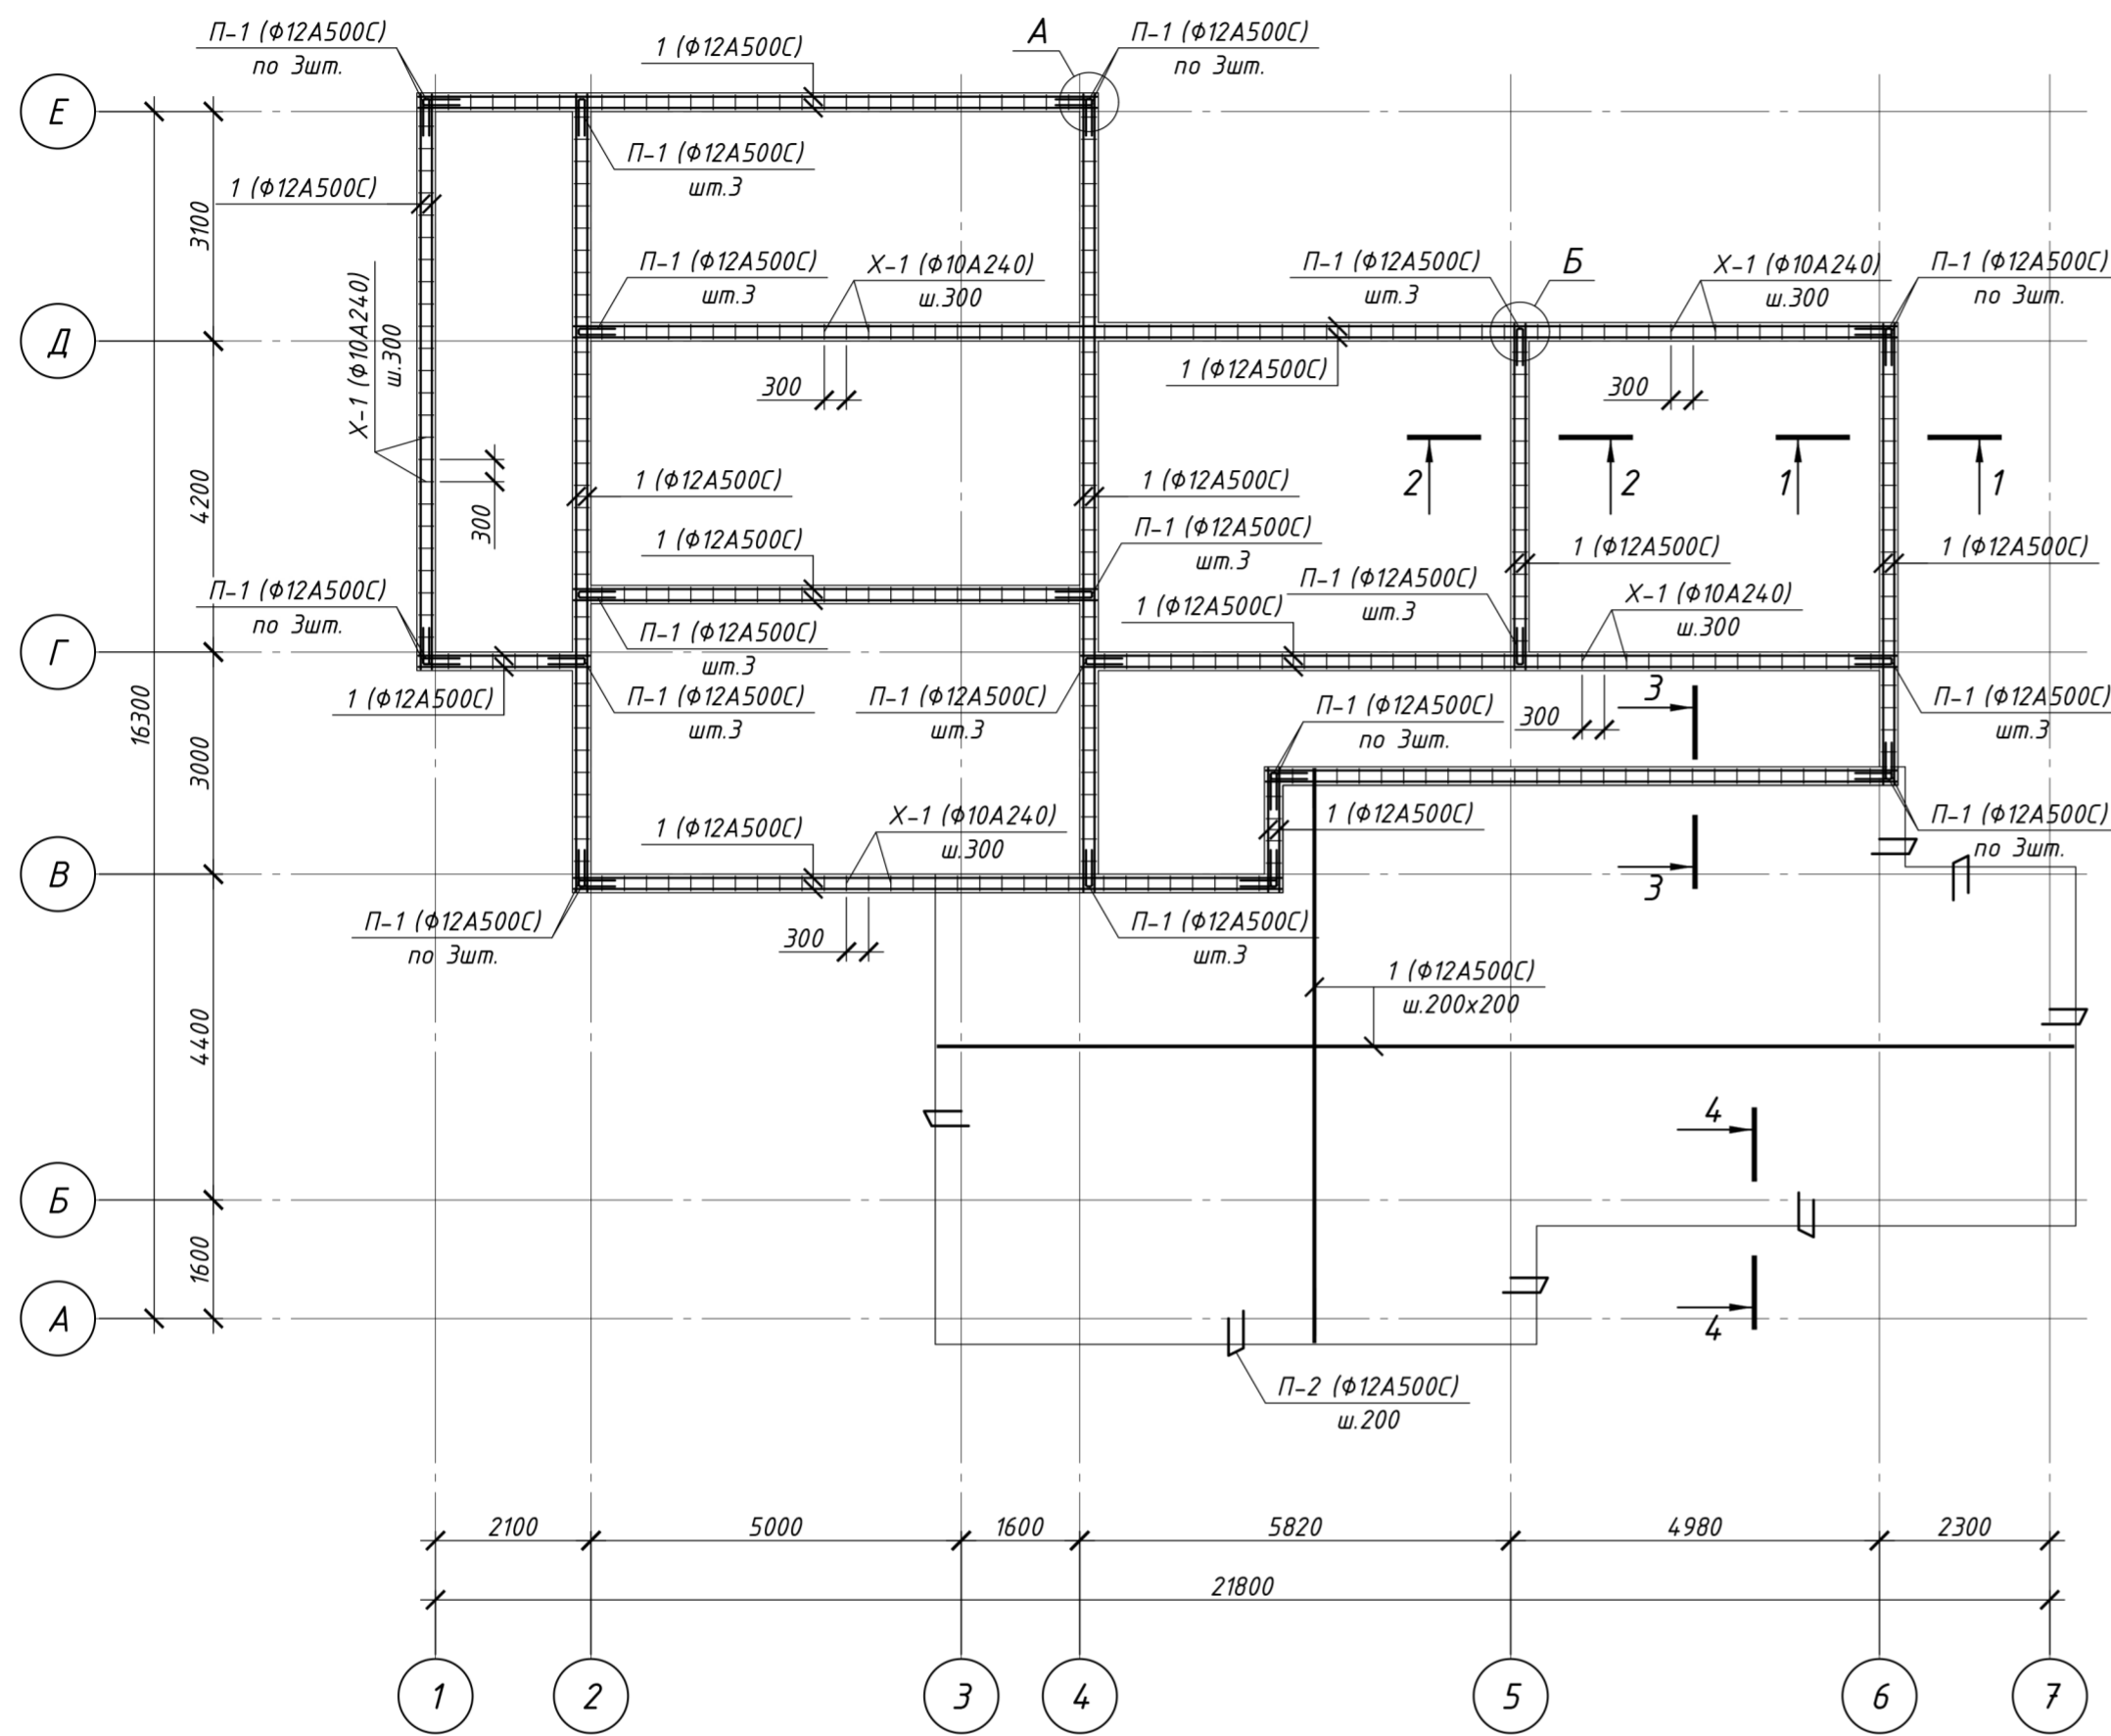 П-1 (Ф12А500С)
по 3шт.
1 (Ф12А500С)
А
П-1 (Ф12А500С)
по 3шт.
Е
П-1 (Ф12А500С)
шт.3
1 (Ф12А500С)
3100
П-1 (Ф12А500С)
шт.3
Х-1 (Ф10А240)
ш.300
П-1 (Ф12А500С)
шт.3
Б
Х-1 (Ф10А240)
ш.300
П-1 (Ф12А500С)
по 3шт.
Д
Х-1 (Ф10А240)
ш.300
300
1 (Ф12А500С)
300
4200
300
1 (Ф12А500С)
1 (Ф12А500С)
2
2
1
1
1 (Ф12А500С)
П-1 (Ф12А500С)
шт.3
1 (Ф12А500С)
1 (Ф12А500С)
П-1 (Ф12А500С)
по 3шт.
П-1 (Ф12А500С)
шт.3
1 (Ф12А500С)
П-1 (Ф12А500С)
шт.3
Х-1 (Ф10А240)
ш.300
Г
16300
1 (Ф12А500С)
П-1 (Ф12А500С)
шт.3
П-1 (Ф12А500С)
шт.3
П-1 (Ф12А500С)
по 3шт.
300
3
П-1 (Ф12А500С)
шт.3
3000
1 (Ф12А500С)
Х-1 (Ф10А240)
ш.300
1 (Ф12А500С)
П-1 (Ф12А500С)
по 3шт.
В
3
П-1 (Ф12А500С)
по 3шт.
300
П-1 (Ф12А500С)
шт.3
1 (Ф12А500С)
ш.200х200
4400
4
Б
1600
А
4
П-2 (Ф12А500С)
ш.200
2100
5000
1600
5820
4980
2300
21800
1
2
3
4
5
6
7